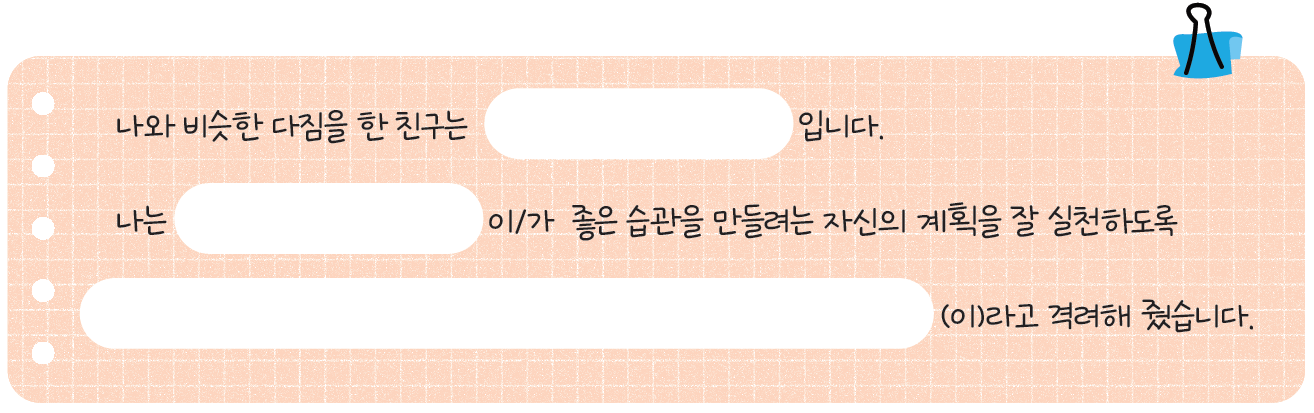 나와 비슷한 다짐을 한 친구는 입니다.
나는 이/가 좋은 습관을 만들려는 자신의 계획을 잘 실천하도록
(이)라고 격려해 줬습니다.